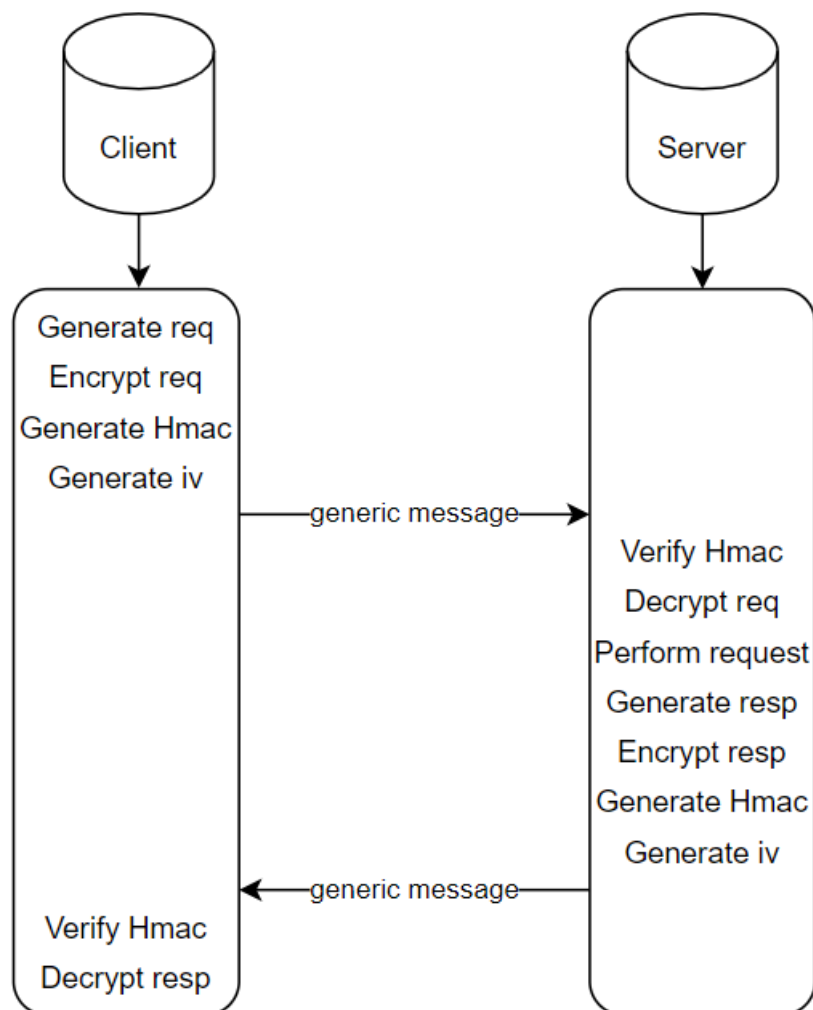 Client
Server
Generate req
Encrypt req
Generate Hmac
Generate iv
generic message
Verify Hmac
Decrypt req
Perform request
Generate resp
Encrypt resp
Generate Hmac
Generate iv
generic message
Verify Hmac
Decrypt resp